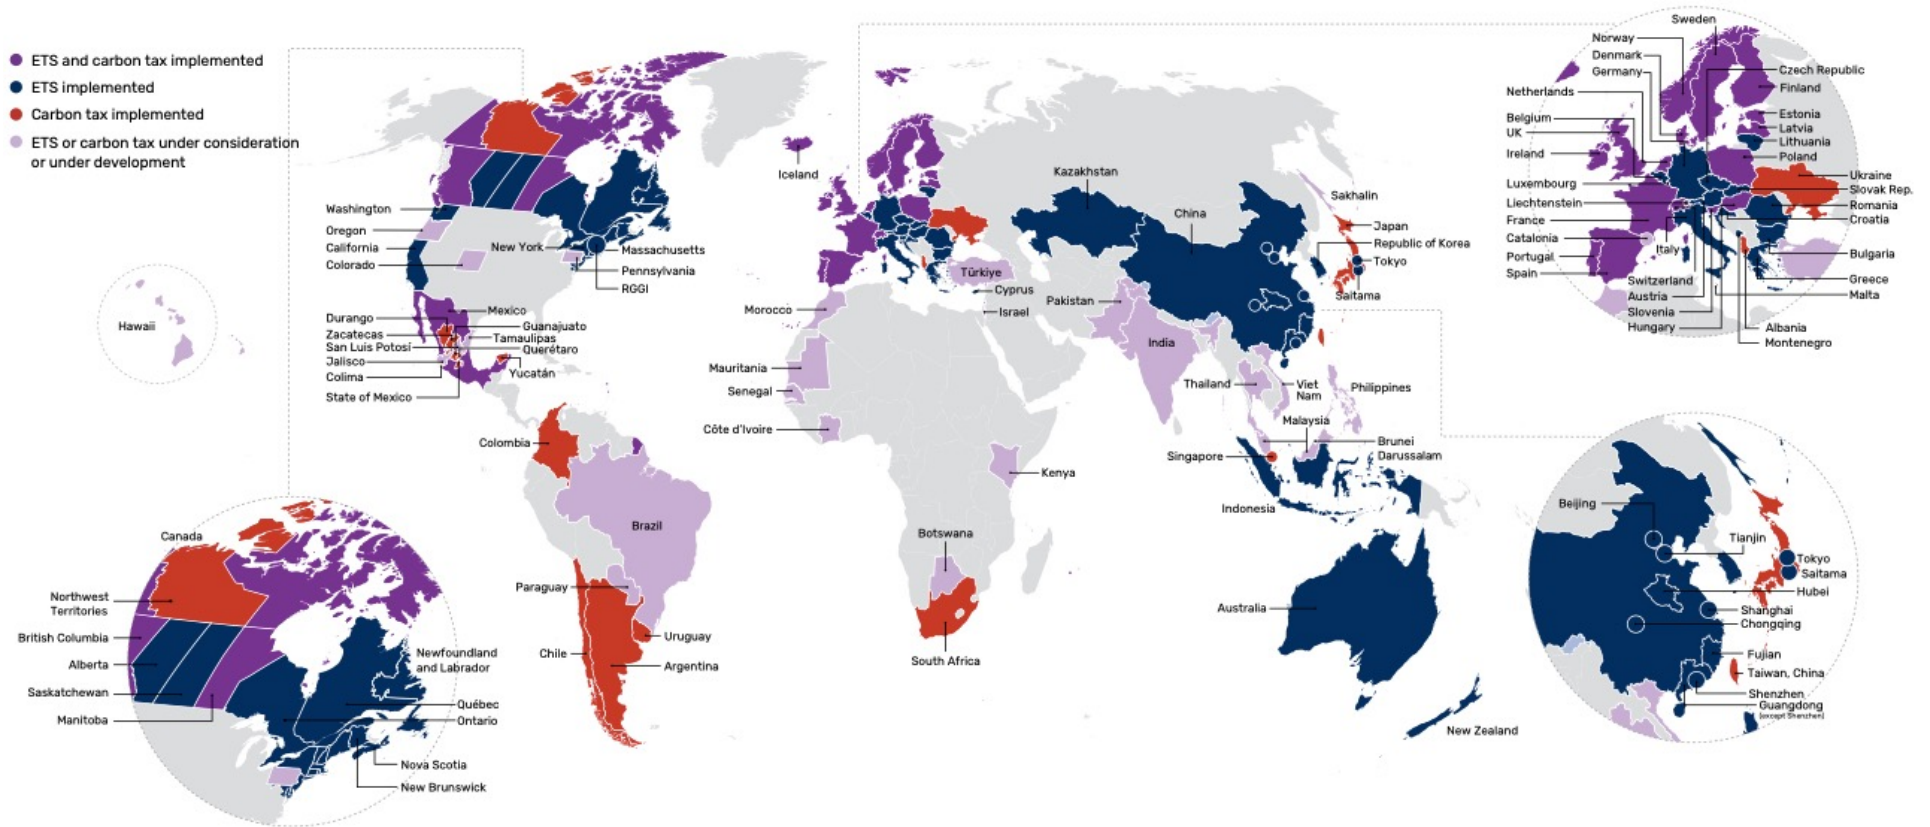 ETS and carbon tax implemented
ETS implemented
Carbon tax implemented
ETS or carbon tax under consideration
or under development
Hawaii
Washington
Oregon
California
Colorado
New York
Massachusetts
Pennsylvania
RGGI
Mexico
Durango
Zacatecas
San Luis Potosí
Jalisco
Colima
State of Mexico
Guanajuato
Tamaulipas
Querétaro
Yucatán
Colombia
Brazil
Paraguay
Chile
Uruguay
Argentina
Canada
Northwest
Territories
British Columbia
Alberta
Saskatchewan
Manitoba
Newfoundland
and Labrador
Québec
Ontario
Nova Scotia
New Brunswick
Iceland
Morocco
Mauritania
Senegal
Côte d'Ivoire
Türkiye
Cyprus
Israel
Kenya
Botswana
South Africa
Kazakhstan
China
Pakistan
India
Thailand
Viet
Nam
Philippines
Malaysia
Brunei
Darussalam
Singapore
Indonesia
Australia
New Zealand
Sakhalin
Japan
Republic of Korea
Tokyo
Saitama
Sweden
Norway
Denmark
Germany
Netherlands
Belgium
UK
Ireland
Luxembourg
Liechtenstein
France
Catalonia
Portugal
Spain
Italy
Switzerland
Austria
Slovenia
Hungary
Czech Republic
Finland
Estonia
Latvia
Lithuania
Poland
Ukraine
Slovak Rep.
Romania
Croatia
Bulgaria
Greece
Malta
Albania
Montenegro
Beijing
Tianjin
Tokyo
Saitama
Hubei
Shanghai
Chongqing
Fujian
Taiwan, China
Shenzhen
Guangdong
(except Shenzhen)